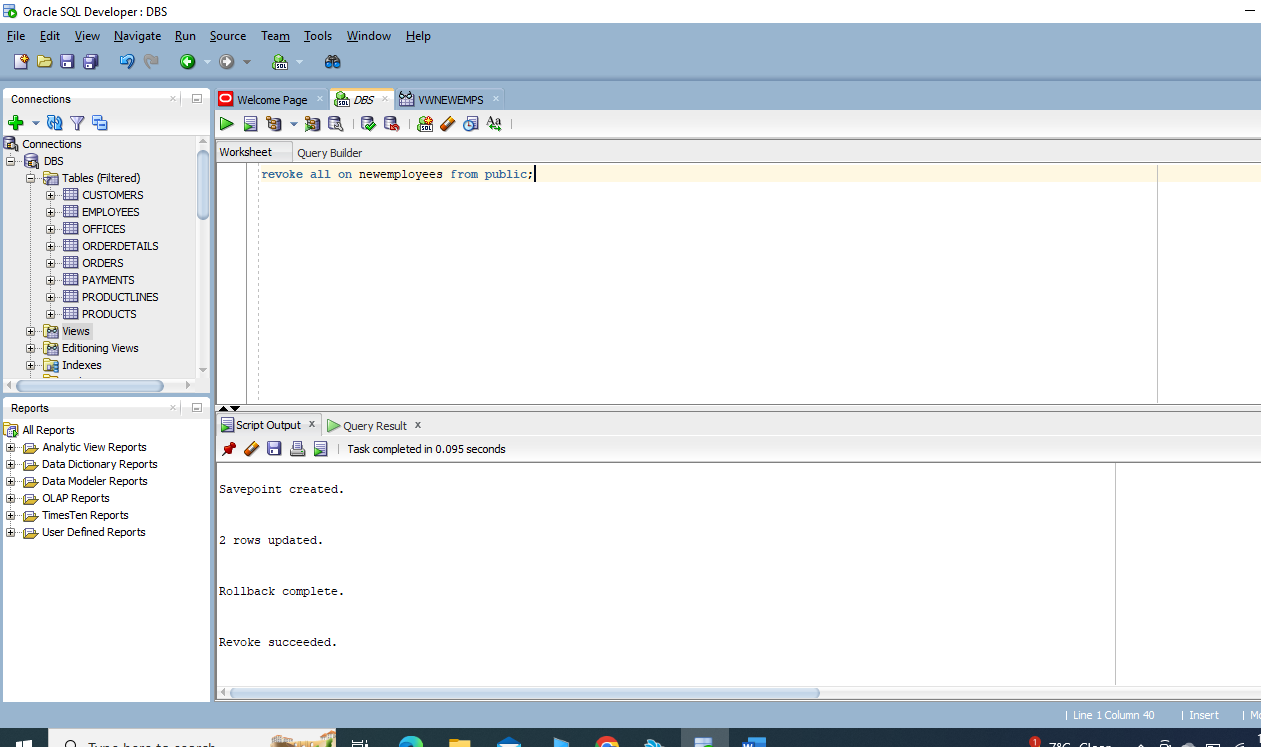 Oracle SQL Developer : DBS
File Edit View Navigate Run Source Team Tools Window Help
Connections
Connections
DBS
Tables (Filtered)
CUSTOMERS
EMPLOYEES
OFFICES
ORDERDETAILS
ORDERS
PAYMENTS
PRODUCTLINES
PRODUCTS
Views
Editioning Views
Indexes
Reports
All Reports
Analytic View Reports
Data Dictionary Reports
Data Modeler Reports
OLAP Reports
TimesTen Reports
User Defined Reports
Welcome Page DBS VWNEWEMPS
Worksheet Query Builder
revoke all on newemployees from public;
Script Output x Query Result x
Task completed in 0.095 seconds
Savepoint created.
2 rows updated.
Rollback complete.
Revoke succeeded.
| Line 1 Column 40 | Insert
Type here to search